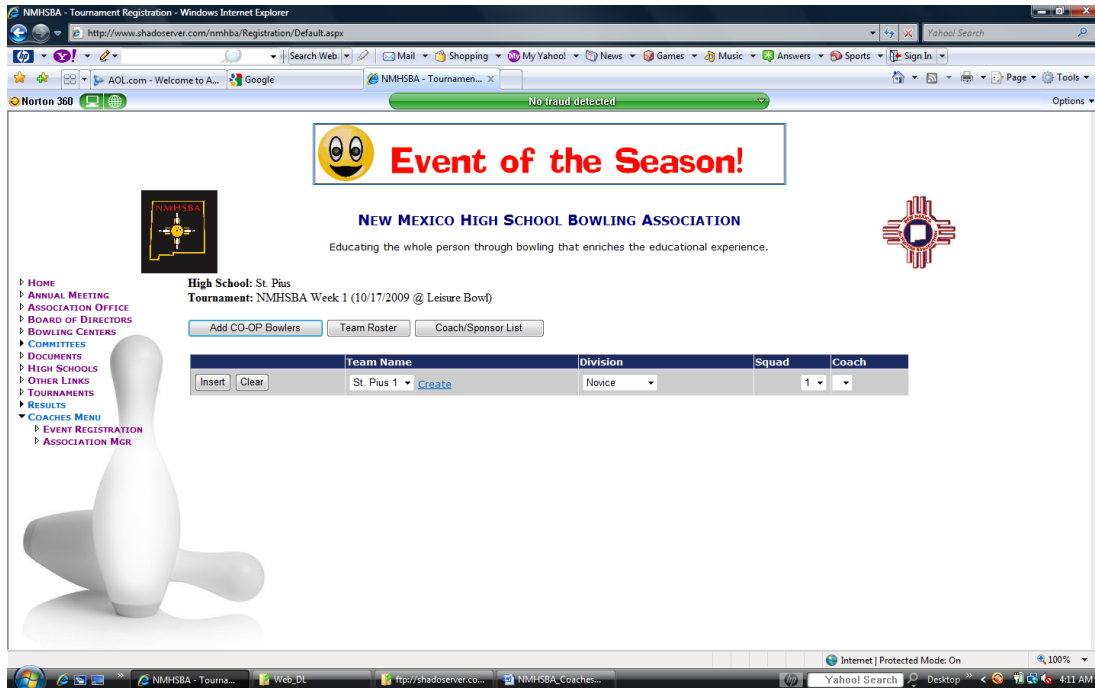 NMHSBA - Tournament Registration - Windows Internet Explorer
http://www.shadoserver.com/nmhba/Registration/Default.aspx
Yahoo! Search
Search Web Mail Shopping My Yahoo! News Games Music Answers Sports Sign In
AOL.com - Welcome to A... Google NMHSBA - Tournamen... X Page Tools
Norton 360 No fraud detected Options
Event of the Season!
NMHSBA
New Mexico High School Bowling Association
Educating the whole person through bowling that enriches the educational experience.
Home
Annual Meeting
Association Office
Board of Directors
Bowling Centers
Committees
Documents
High Schools
Other Links
Tournaments
Results
Coaches Menu
Event Registration
Association Mgr
High School: St. Pius
Tournament: NMHSBA Week 1 (10/17/2009 @ Leisure Bowl)
Add CO-OP Bowlers Team Roster Coach/Sponsor List
Team Name Division Squad Coach
Insert Clear St. Pius 1 Create Novice 1
Internet | Protected Mode: On 100%
NMHSBA - Tourna... Web_DL ftp://shadoserver.co... NMHSBA_Coaches... Yahoo! Search Desktop 4:11 AM